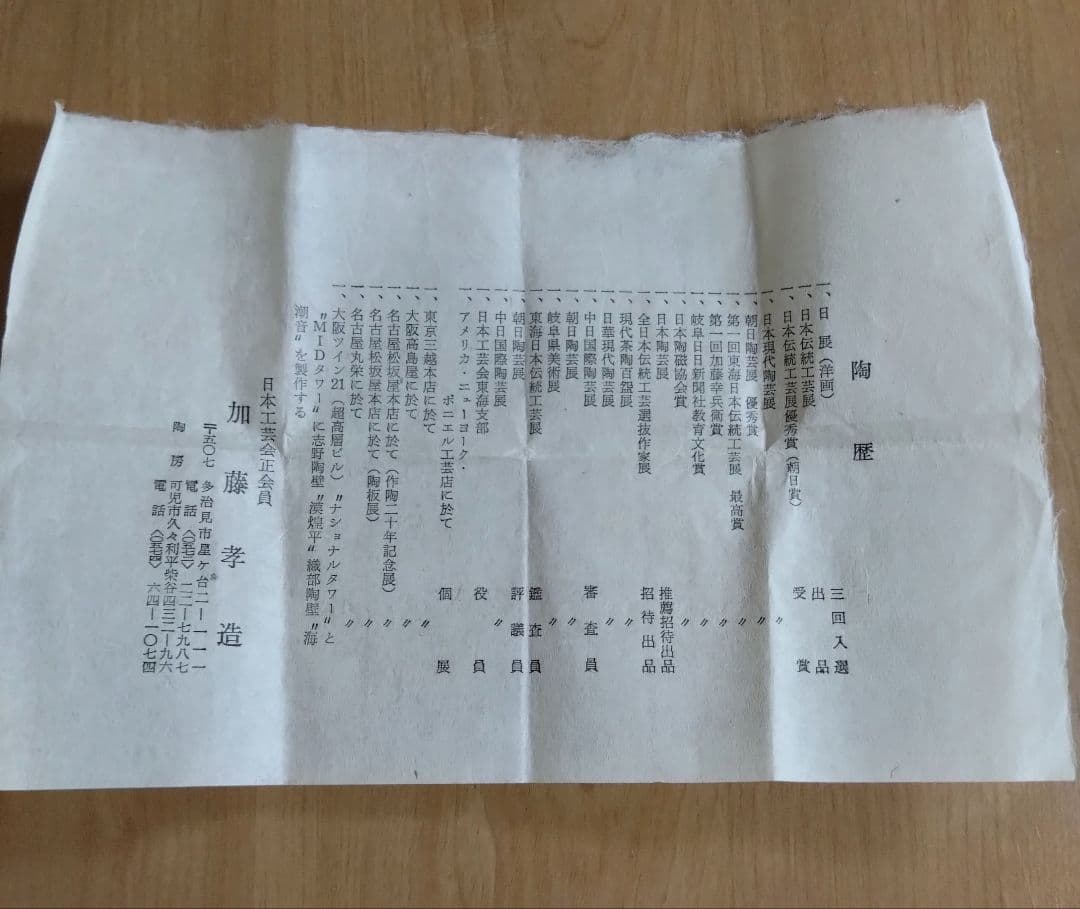 陶歴
一、日展（洋画） 三回入選
一、日本伝統工芸展 出品
一、日本伝統工芸展優秀賞（朝日賞） 受賞
一、日本現代陶芸展 〃
一、朝日陶芸展 優秀賞 〃
一、第一回東海日本伝統工芸展 最高賞 〃
一、第一回加藤幸兵衛賞 〃
一、岐阜日日新聞社教育文化賞 〃
一、日本陶磁協会賞 〃
一、日本陶芸展 推薦招待出品
一、全日本伝統工芸選抜作家展 招待出品
一、現代茶陶百盌展 〃
一、日華現代陶芸展 〃
一、中日国際陶芸展 審査員
一、朝日陶芸展 〃
一、岐阜県美術展 〃
一、東海日本伝統工芸展 鑑査員
一、朝日陶芸展 評議員
一、中日国際陶芸展 〃
一、日本工芸会東海支部 役員
一、アメリカ・ニューヨーク・
ボニエル工芸店に於て 個展
一、東京三越本店に於て 〃
一、大阪高島屋に於て 〃
一、名古屋松坂屋本店に於て（作陶二十年記念展） 〃
一、名古屋松坂屋本店に於て（陶板展） 〃
一、名古屋丸栄に於て 〃
一、大阪ツイン21（超高層ビル）〝ナショナルタワー〟と
〝MIDタワー〟に志野陶壁〝漠煌平〟織部陶壁〝海
潮音〟を製作する
日本工芸会正会員
加藤孝造
〒五〇七 多治見市星ケ台二ー一一一
電話〈〇五七二〉二二ー七九八七
陶房 可児市久々利平柴谷四三二ー九六
電話〈〇五七四〉六四ー一〇七四